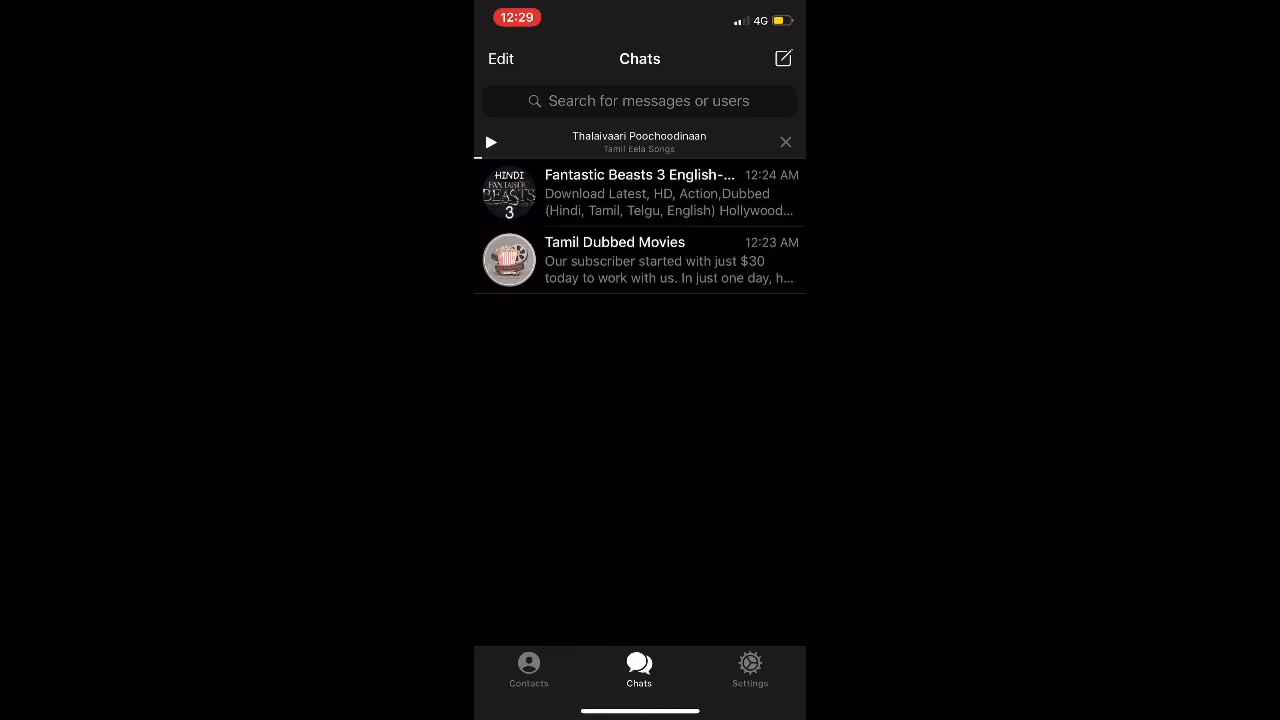 12:29
4G
Edit
Chats
Search for messages or users
Thalaivaari Poochoodinaan
Tamil Eela Songs
HINDI
FANTASTIC
BEASTS
3
Fantastic Beasts 3 English-...
12:24 AM
Download Latest, HD, Action,Dubbed
(Hindi, Tamil, Telgu, English) Hollywood...
Tamil Dubbed Movies
12:23 AM
Our subscriber started with just $30
today to work with us. In just one day, h...
Contacts
Chats
Settings